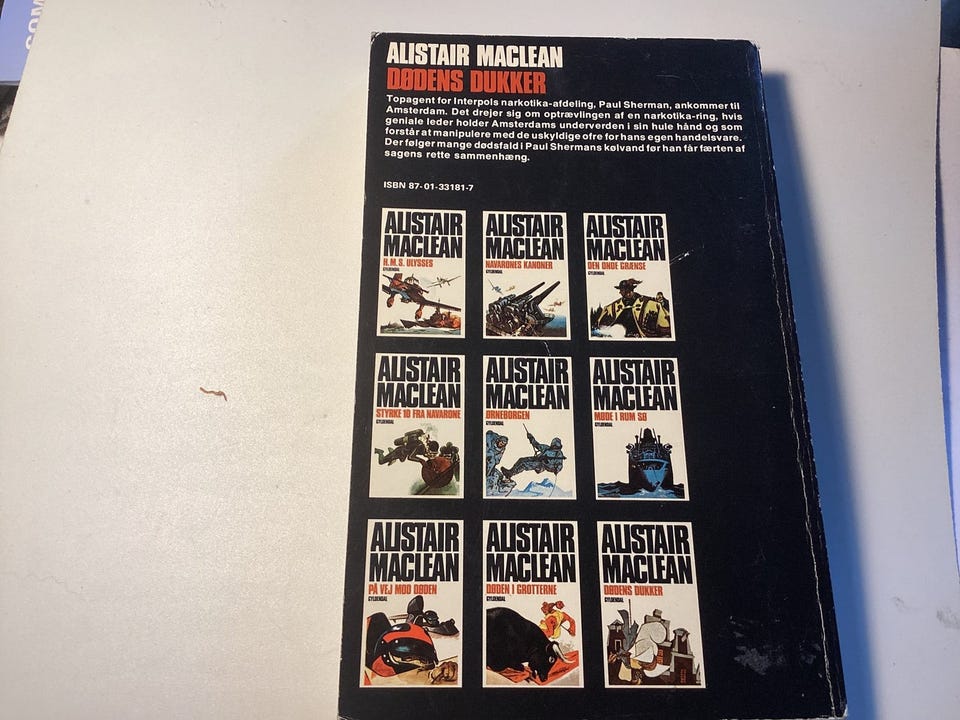 COM
ALISTAIR MACLEAN
DØDENS DUKKER
Topagent for Interpols narkotika-afdeling, Paul Sherman, ankommer til
Amsterdam. Det drejer sig om optrævlingen af en narkotika-ring, hvis
geniale leder holder Amsterdams underverden i sin hule hånd og som
forstår at manipulere med de uskyldige ofre for hans egen handelsvare.
Der følger mange dødsfald i Paul Shermans kølvand før han får færten af
sagens rette sammenhæng.
ISBN 87-01-33181-7
ALISTAIR
MACLEAN
H.M.S. ULYSSES
GYLDENDAL
ALISTAIR
MACLEAN
NAVARONES KANONER
GYLDENDAL
ALISTAIR
MACLEAN
DEN ONDE GRÆNSE
GYLDENDAL
ALISTAIR
MACLEAN
STYRKE 10 FRA NAVARONE
GYLDENDAL
ALISTAIR
MACLEAN
ØRNEBORGEN
GYLDENDAL
ALISTAIR
MACLEAN
MØDE I RUM SØ
GYLDENDAL
ALISTAIR
MACLEAN
PÅ VEJ MOD DØDEN
GYLDENDAL
ALISTAIR
MACLEAN
DØDEN I GROTTERNE
GYLDENDAL
ALISTAIR
MACLEAN
DØDENS DUKKER
GYLDENDAL